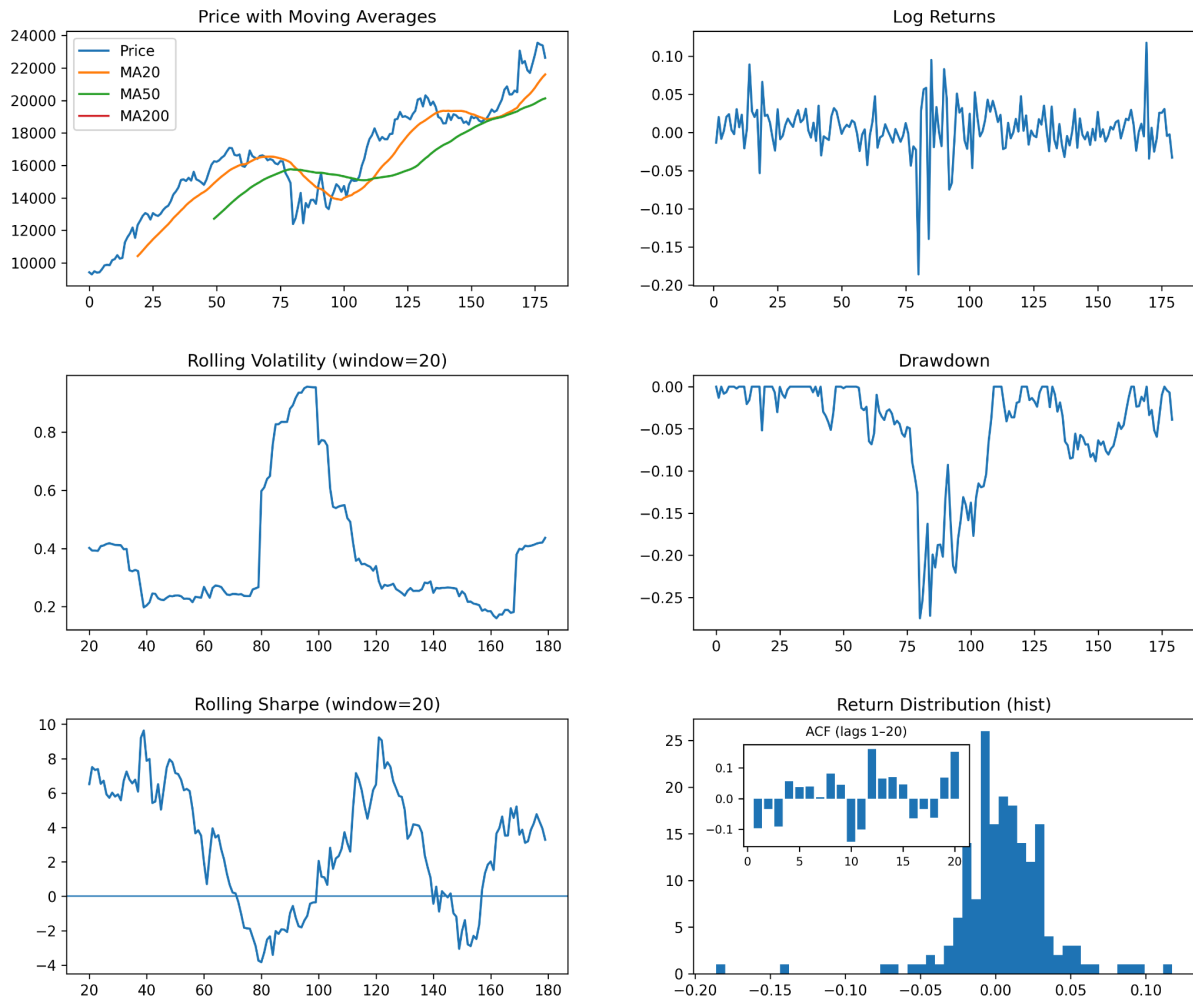 Price with Moving Averages
24000
22000
20000
18000
16000
14000
12000
10000
Price
MA20
MA50
MA200
0 25 50 75 100 125 150 175
Log Returns
0.10
0.05
0.00
−0.05
−0.10
−0.15
−0.20
0 25 50 75 100 125 150 175
Rolling Volatility (window=20)
0.8
0.6
0.4
0.2
20 40 60 80 100 120 140 160 180
Drawdown
0.00
−0.05
−0.10
−0.15
−0.20
−0.25
0 25 50 75 100 125 150 175
Rolling Sharpe (window=20)
10
8
6
4
2
0
−2
−4
20 40 60 80 100 120 140 160 180
Return Distribution (hist)
25
20
15
10
5
0
ACF (lags 1–20)
0.1
0.0
−0.1
0 5 10 15 20
−0.20 −0.15 −0.10 −0.05 0.00 0.05 0.10